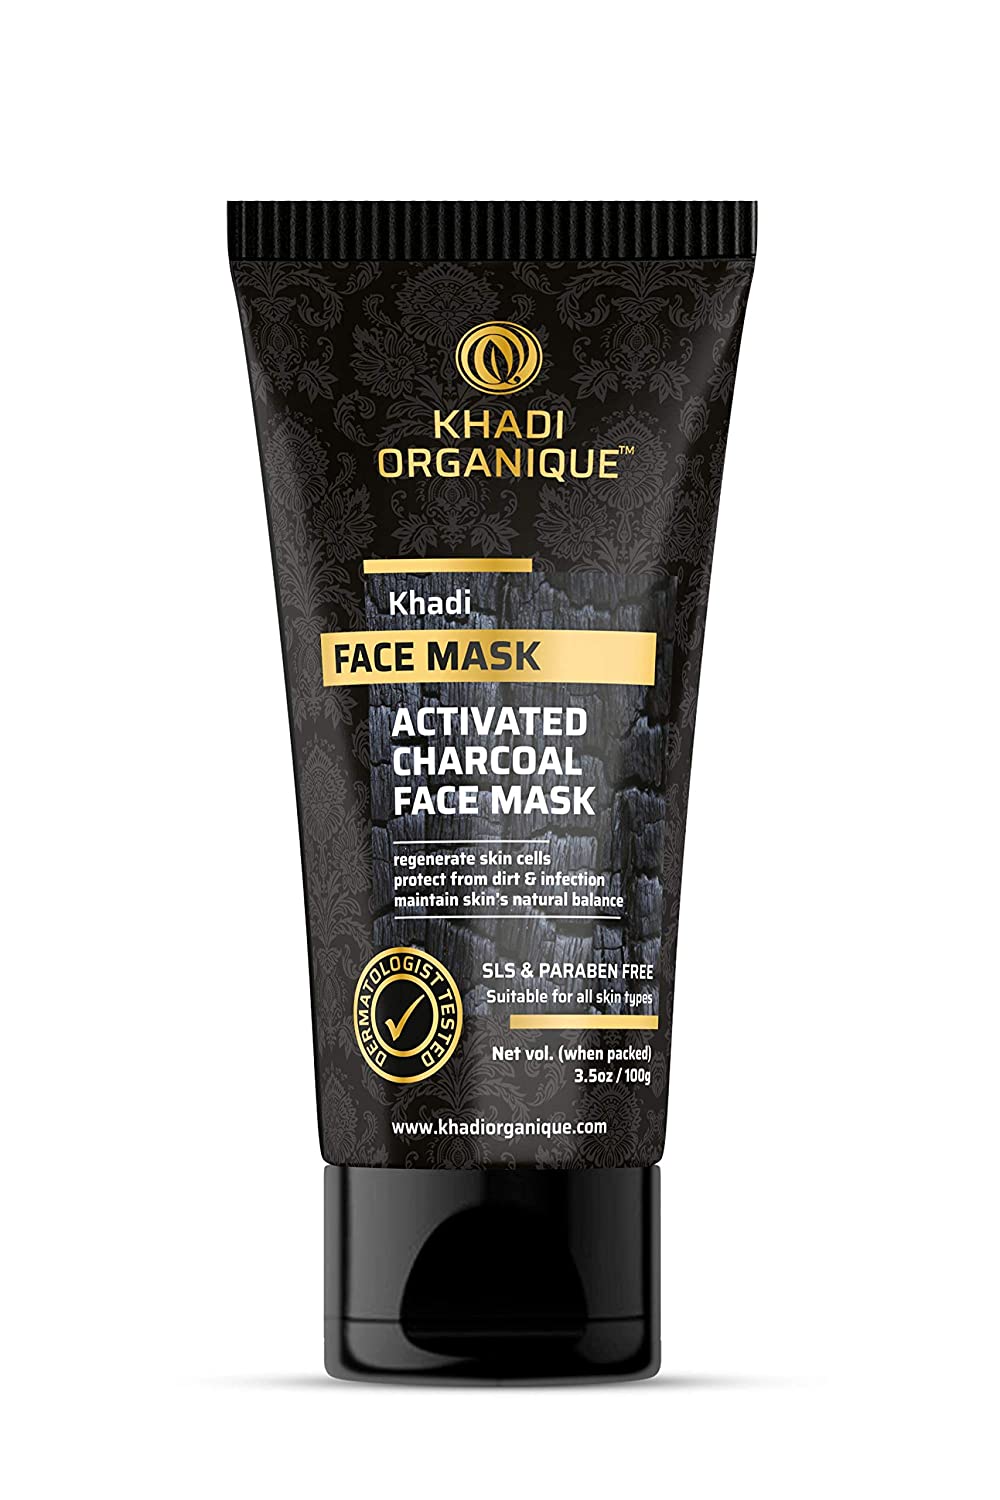 KHADI
ORGANIQUE™
Khadi
FACE MASK
ACTIVATED
CHARCOAL
FACE MASK
regenerate skin cells
protect from dirt & infection
maintain skin's natural balance
DERMATOLOGIST TESTED
SLS & PARABEN FREE
Suitable for all skin types
Net vol. (when packed)
3.5oz / 100g
www.khadiorganique.com